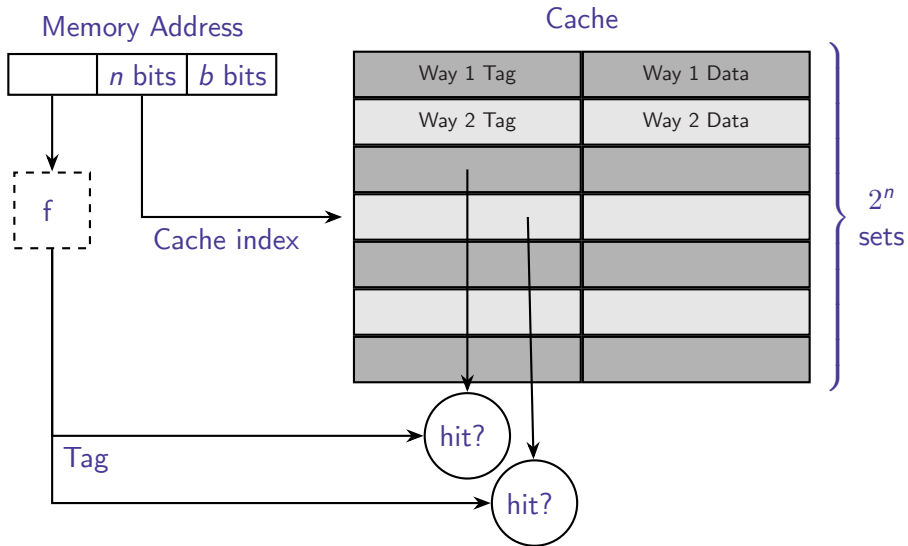 Cache
Memory Address
n bits
b bits
Way 1 Tag
Way 1 Data
Way 2 Tag
Way 2 Data
f
Cache index
2ⁿ
sets
hit?
Tag
hit?